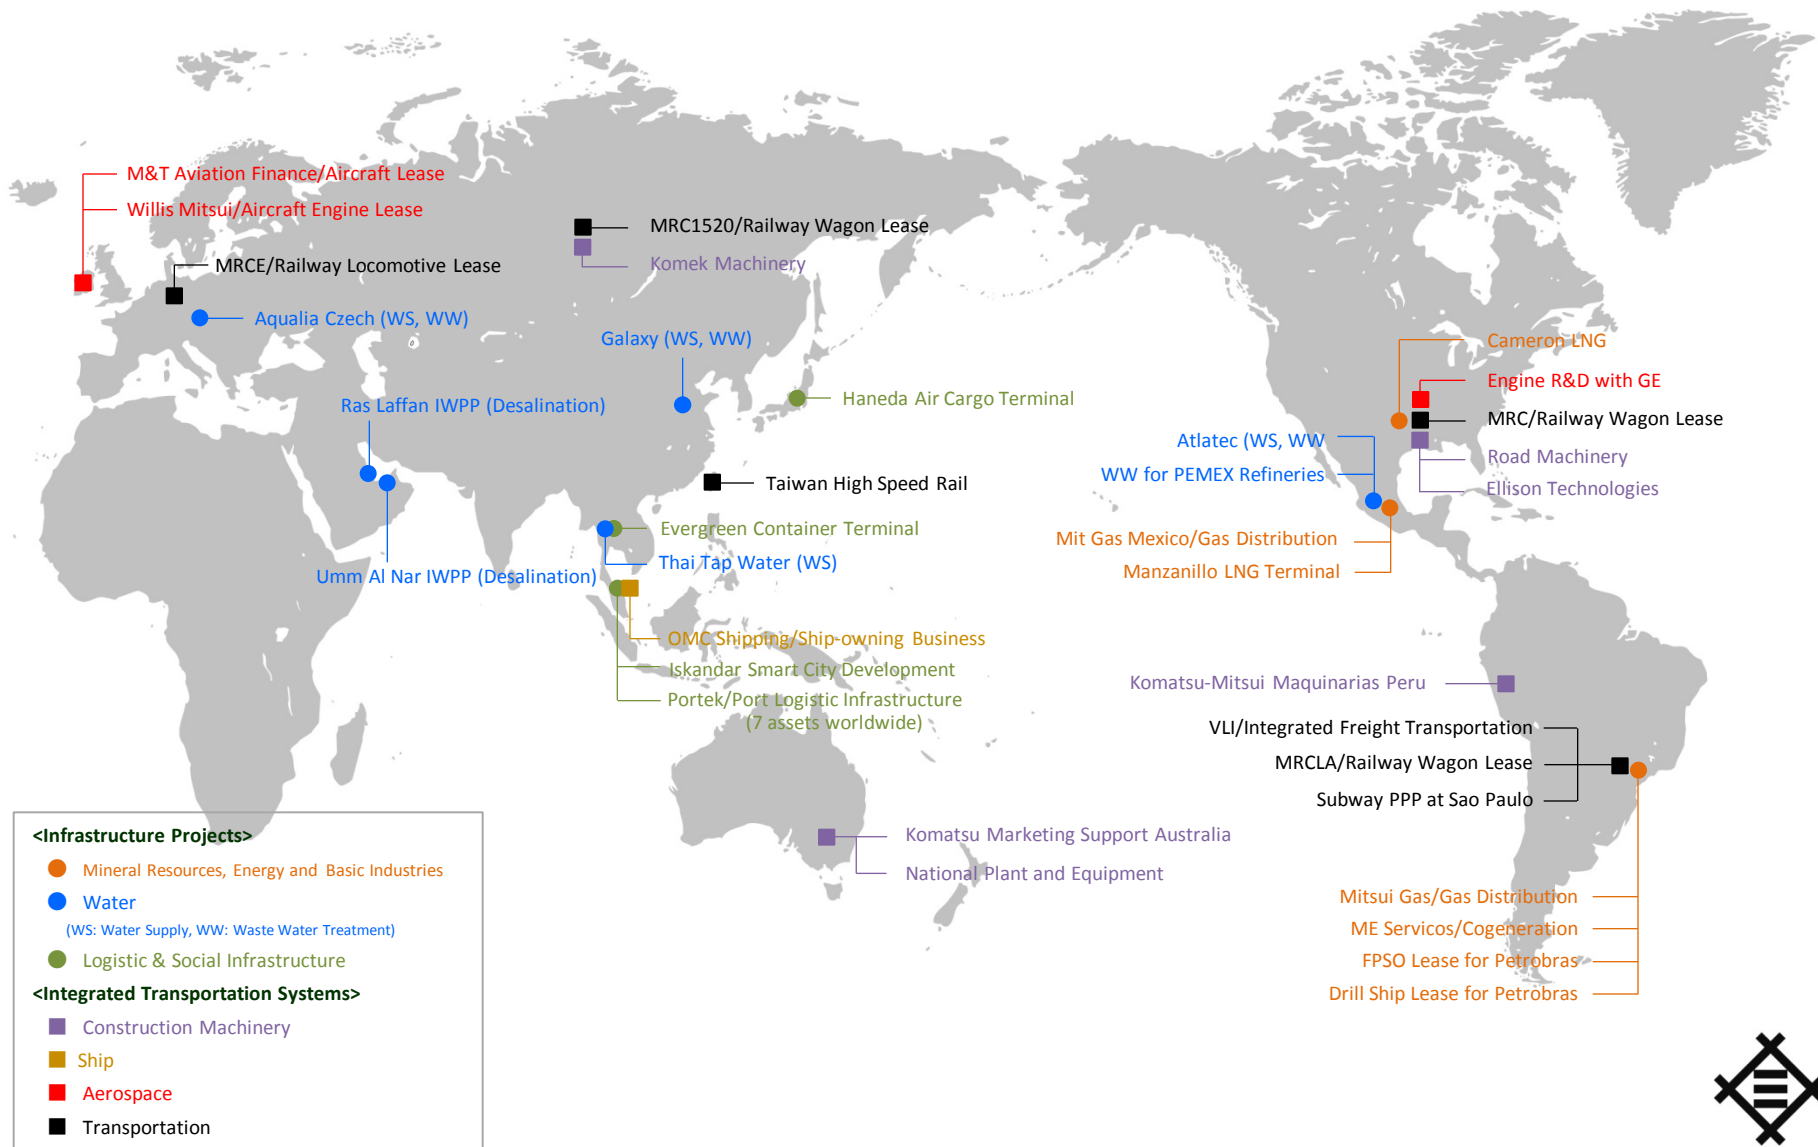 M&T Aviation Finance/Aircraft Lease
Willis Mitsui/Aircraft Engine Lease
MRC1520/Railway Wagon Lease
Komek Machinery
MRCE/Railway Locomotive Lease
Aqualia Czech (WS, WW)
Galaxy (WS, WW)
Cameron LNG
Engine R&D with GE
Ras Laffan IWPP (Desalination)
Haneda Air Cargo Terminal
MRC/Railway Wagon Lease
Atlatec (WS, WW
Road Machinery
WW for PEMEX Refineries
Ellison Technologies
Taiwan High Speed Rail
Evergreen Container Terminal
Mit Gas Mexico/Gas Distribution
Thai Tap Water (WS)
Manzanillo LNG Terminal
Umm Al Nar IWPP (Desalination)
OMC Shipping/Ship-owning Business
Iskandar Smart City Development
Portek/Port Logistic Infrastructure
(7 assets worldwide)
Komatsu-Mitsui Maquinarias Peru
VLI/Integrated Freight Transportation
MRCLA/Railway Wagon Lease
Subway PPP at Sao Paulo
Komatsu Marketing Support Australia
National Plant and Equipment
Mitsui Gas/Gas Distribution
ME Servicos/Cogeneration
FPSO Lease for Petrobras
Drill Ship Lease for Petrobras
<Infrastructure Projects>
Mineral Resources, Energy and Basic Industries
Water
(WS: Water Supply, WW: Waste Water Treatment)
Logistic & Social Infrastructure
<Integrated Transportation Systems>
Construction Machinery
Ship
Aerospace
Transportation